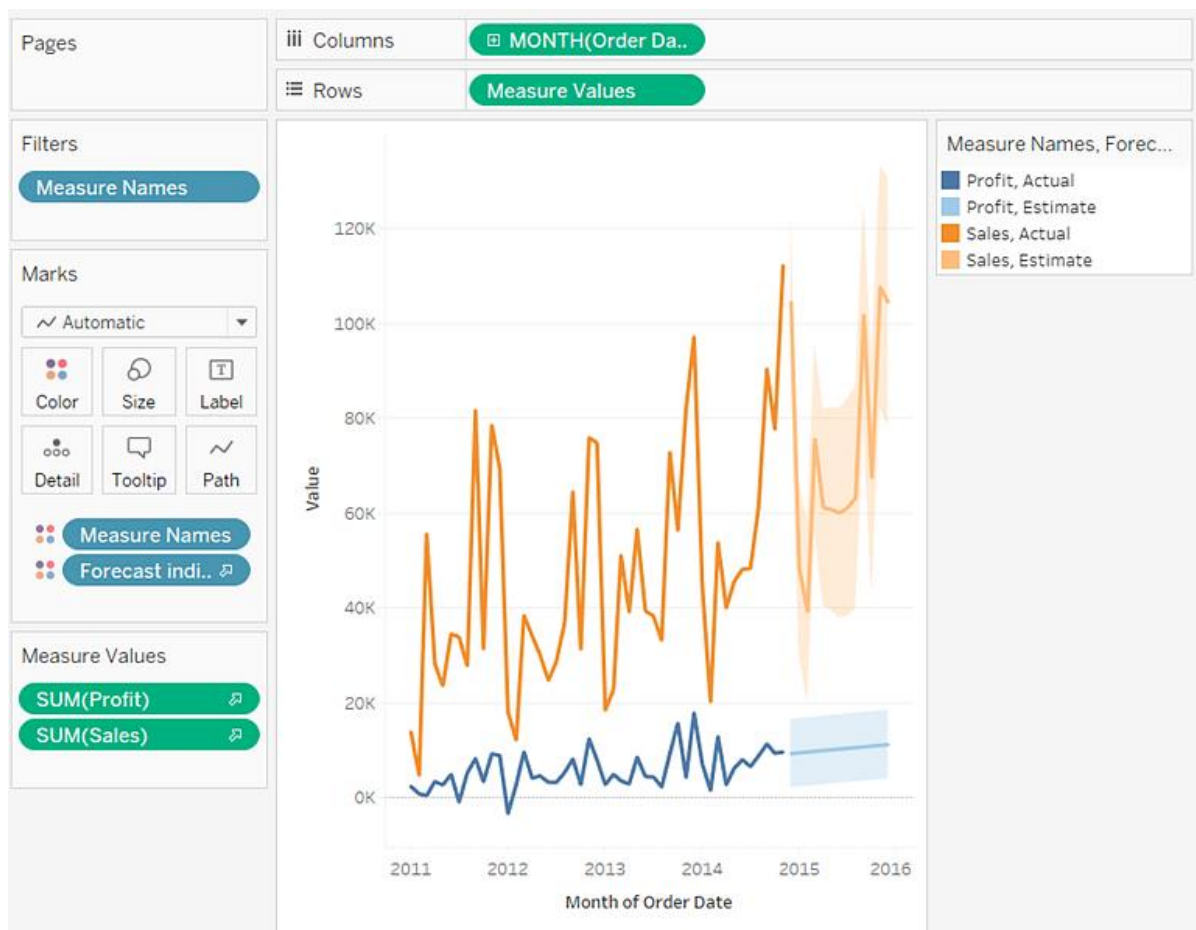 Pages
iii Columns
MONTH(Order Da..
Rows
Measure Values
Filters
Measure Names
Marks
Automatic
Color
Size
T
Label
Detail
Tooltip
Path
Measure Names
Forecast indi..
Measure Values
SUM(Profit)
SUM(Sales)
120K
100K
80K
60K
40K
20K
0K
Value
2011
2012
2013
2014
2015
2016
Month of Order Date
Measure Names, Forec...
Profit, Actual
Profit, Estimate
Sales, Actual
Sales, Estimate